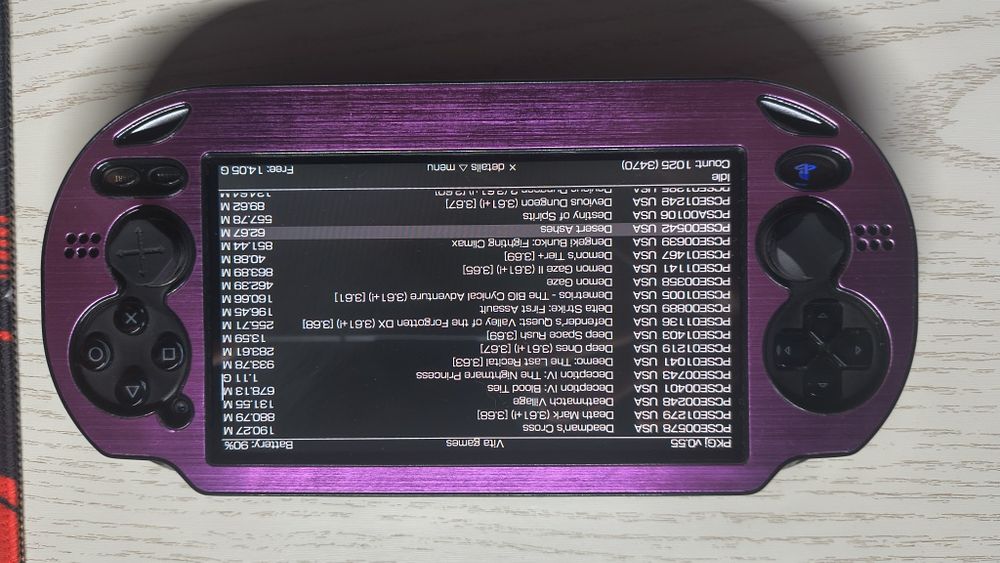 PKGj v0.55 Vita games Battery: 90%
PCSE00578 USA Deadman's Cross 190.27 M
PCSE01279 USA Death Mark (3.61+!) [3.68] 880.79 M
PCSE00248 USA Deathmatch Village 131.55 M
PCSE00401 USA Deception IV: Blood Ties 678.13 M
PCSE00743 USA Deception IV: The Nightmare Princess 1.11 G
PCSE01041 USA Deemo: The Last Recital [3.63] 933.78 M
PCSE01219 USA Deep Ones (3.61+!) [3.67] 283.61 M
PCSE01403 USA Deep Space Rush [3.69] 13.59 M
PCSE01136 USA Defender's Quest: Valley of the Forgotten DX (3.61+!) [3.68] 255.71 M
PCSE00889 USA Delta Strike: First Assault 196.45 M
PCSE01005 USA Demetrios - The BIG Cynical Adventure (3.61+!) [3.61] 160.66 M
PCSE00358 USA Demon Gaze 462.39 M
PCSE01141 USA Demon Gaze II (3.61+!) [3.65] 863.89 M
PCSE01467 USA Demon's Tier+ [3.69] 40.89 M
PCSE00639 USA Dengeki Bunko: Fighting Climax 851.44 M
PCSE00542 USA Desert Ashes 62.67 M
PCSA00106 USA Destiny of Spirits 557.78 M
PCSE01249 USA Devious Dungeon (3.61+!) [3.67] 89.62 M
USA Devious Dungeon 2
Idle
Count: 1025 (3470) X details △ menu Free: 14.05 G